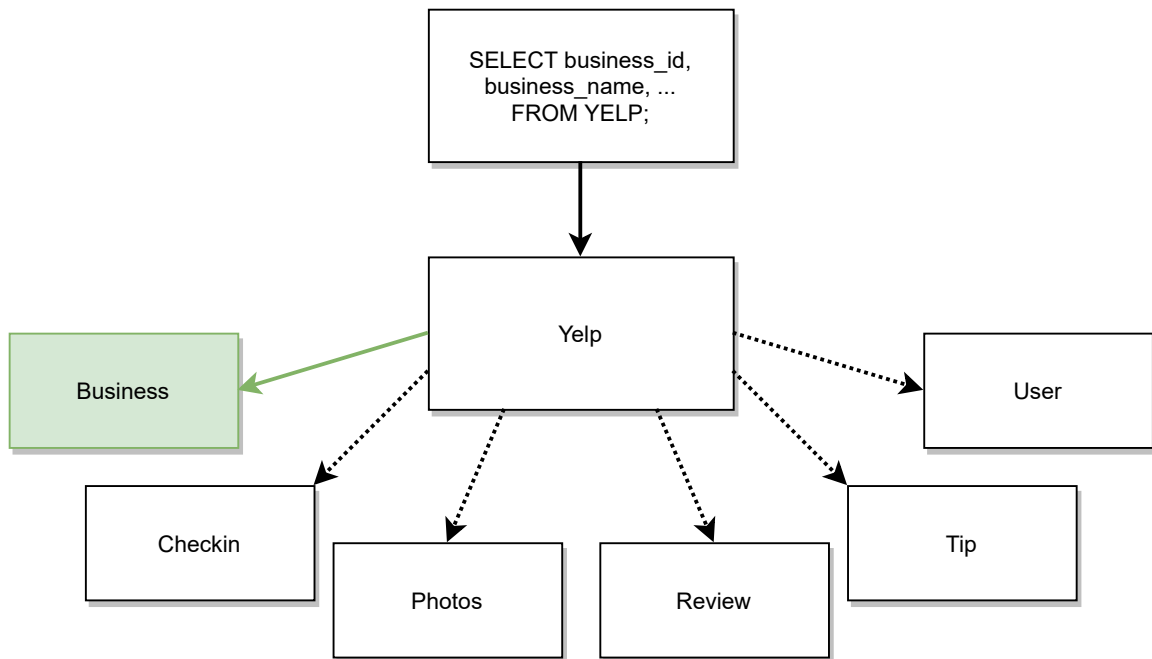 SELECT business_id,
business_name, ...
FROM YELP;
Yelp
Business
User
Checkin
Tip
Photos
Review